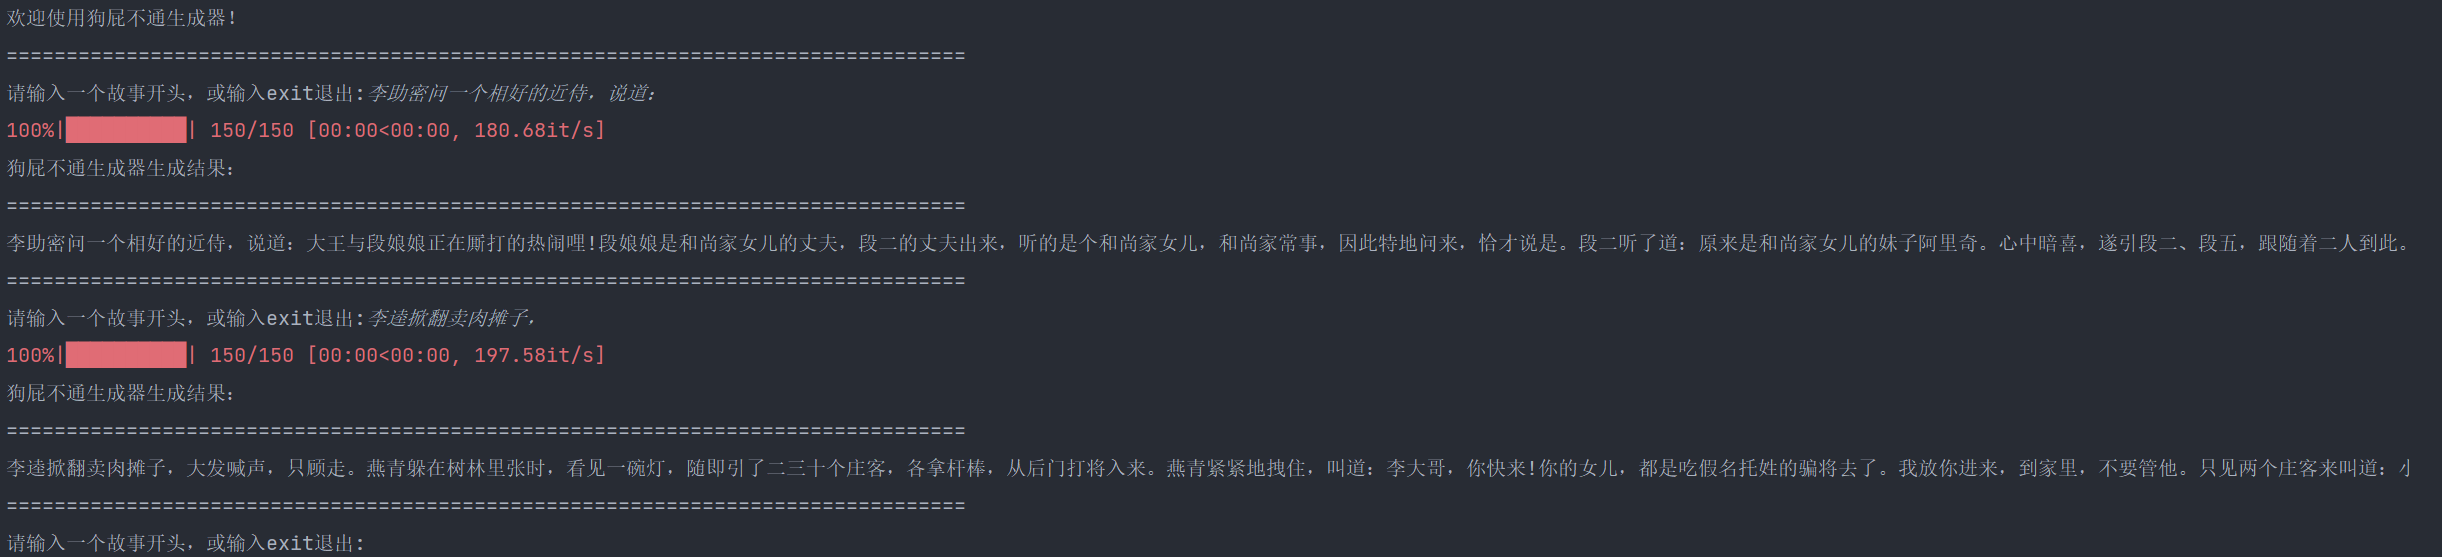 欢迎使用狗屁不通生成器!
================================================================================
请输入一个故事开头，或输入exit退出:李助密问一个相好的近侍，说道：
100%|██████████| 150/150 [00:00<00:00, 180.68it/s]
狗屁不通生成器生成结果：
================================================================================
李助密问一个相好的近侍，说道：大王与段娘娘正在厮打的热闹哩!段娘娘是和尚家女儿的丈夫，段二的丈夫出来，听的是个和尚家女儿，和尚家常事，因此特地问来，恰才说是。段二听了道：原来是和尚家女儿的妹子阿里奇。心中暗喜，遂引段二、段五，跟随着二人到此。
================================================================================
请输入一个故事开头，或输入exit退出:李逵掀翻卖肉摊子，
100%|██████████| 150/150 [00:00<00:00, 197.58it/s]
狗屁不通生成器生成结果：
================================================================================
李逵掀翻卖肉摊子，大发喊声，只顾走。燕青躲在树林里张时，看见一碗灯，随即引了二三十个庄客，各拿杆棒，从后门打将入来。燕青紧紧地拽住，叫道：李大哥，你快来!你的女儿，都是吃假名托姓的骗将去了。我放你进来，到家里，不要管他。只见两个庄客来叫道：小
================================================================================
请输入一个故事开头，或输入exit退出: